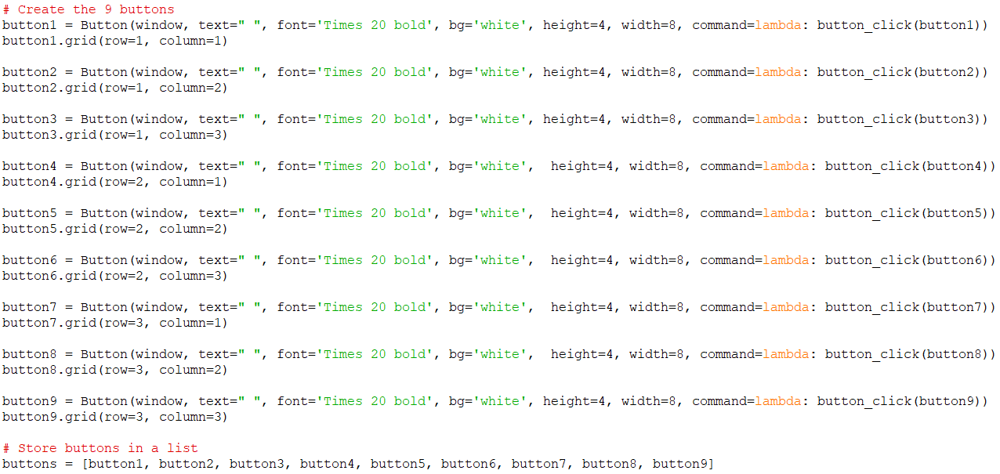 # Create the 9 buttons
button1 = Button(window, text=" ", font='Times 20 bold', bg='white', height=4, width=8, command=lambda: button_click(button1))
button1.grid(row=1, column=1)

button2 = Button(window, text=" ", font='Times 20 bold', bg='white', height=4, width=8, command=lambda: button_click(button2))
button2.grid(row=1, column=2)

button3 = Button(window, text=" ", font='Times 20 bold', bg='white', height=4, width=8, command=lambda: button_click(button3))
button3.grid(row=1, column=3)

button4 = Button(window, text=" ", font='Times 20 bold', bg='white',  height=4, width=8, command=lambda: button_click(button4))
button4.grid(row=2, column=1)

button5 = Button(window, text=" ", font='Times 20 bold', bg='white',  height=4, width=8, command=lambda: button_click(button5))
button5.grid(row=2, column=2)

button6 = Button(window, text=" ", font='Times 20 bold', bg='white',  height=4, width=8, command=lambda: button_click(button6))
button6.grid(row=2, column=3)

button7 = Button(window, text=" ", font='Times 20 bold', bg='white',  height=4, width=8, command=lambda: button_click(button7))
button7.grid(row=3, column=1)

button8 = Button(window, text=" ", font='Times 20 bold', bg='white',  height=4, width=8, command=lambda: button_click(button8))
button8.grid(row=3, column=2)

button9 = Button(window, text=" ", font='Times 20 bold', bg='white', height=4, width=8, command=lambda: button_click(button9))
button9.grid(row=3, column=3)

# Store buttons in a list
buttons = [button1, button2, button3, button4, button5, button6, button7, button8, button9]